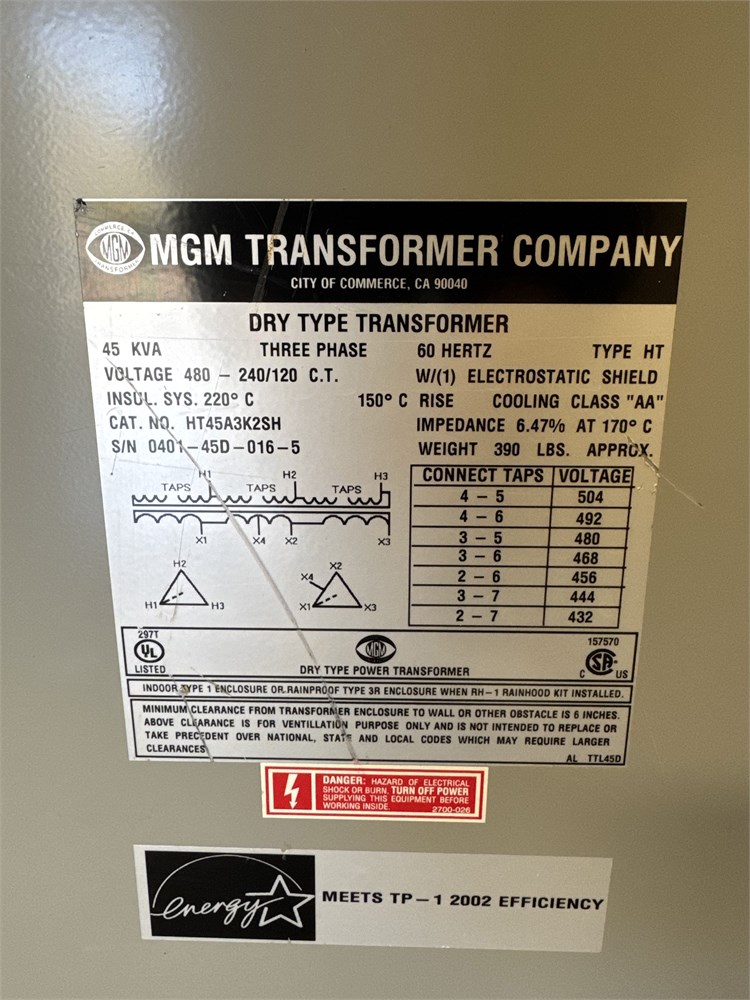 COMMERCE, CA
MGM
TRANSFORMER
MGM TRANSFORMER COMPANY
CITY OF COMMERCE, CA 90040
DRY TYPE TRANSFORMER
45 KVA THREE PHASE 60 HERTZ TYPE HT
VOLTAGE 480 – 240/120 C.T. W/(1) ELECTROSTATIC SHIELD
INSUL. SYS. 220° C 150° C RISE COOLING CLASS "AA"
CAT. NO. HT45A3K2SH IMPEDANCE 6.47% AT 170° C
S/N 0401-45D-016-5 WEIGHT 390 LBS. APPROX.
H1 H2 H3
TAPS TAPS TAPS
X1 X4 X2 X3
H2
H1 H3
X2
X4
X1 X3
CONNECT TAPS VOLTAGE
4 – 5 504
4 – 6 492
3 – 5 480
3 – 6 468
2 – 6 456
3 – 7 444
2 – 7 432
297T
UL
LISTED
MGM
DRY TYPE POWER TRANSFORMER
157570
C SA US
INDOOR TYPE 1 ENCLOSURE OR RAINPROOF TYPE 3R ENCLOSURE WHEN RH-1 RAINHOOD KIT INSTALLED.
MINIMUM CLEARANCE FROM TRANSFORMER ENCLOSURE TO WALL OR OTHER OBSTACLE IS 6 INCHES.
ABOVE CLEARANCE IS FOR VENTILATION PURPOSE ONLY AND IS NOT INTENDED TO REPLACE OR
TAKE PRECEDENT OVER NATIONAL, STATE AND LOCAL CODES WHICH MAY REQUIRE LARGER
CLEARANCES
AL TTL45D
DANGER: HAZARD OF ELECTRICAL
SHOCK OR BURN. TURN OFF POWER
SUPPLYING THIS EQUIPMENT BEFORE
WORKING INSIDE.
2700-026
energy
MEETS TP-1 2002 EFFICIENCY